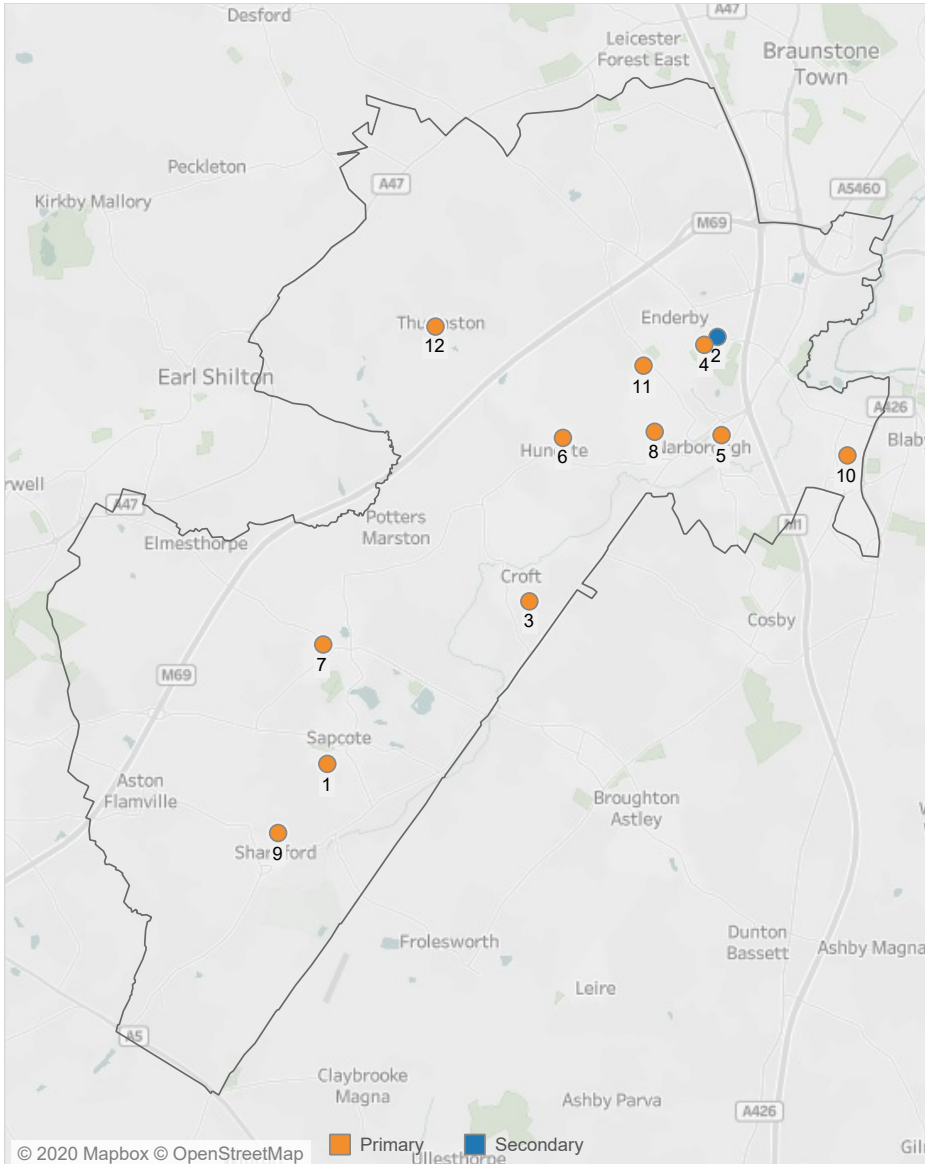 Desford
A47
Leicester
Forest East
Braunstone
Town
Peckleton
A47
A5460
Kirkby Mallory
M69
Enderby
12
2
4
11
Earl Shilton
A426
6
8
5
10
A47
Potters
Marston
M1
Elmesthorpe
Croft
3
Cosby
7
M69
Sapcote
1
Aston
Flamville
Broughton
Astley
9
Dunton
Bassett
Frolesworth
Ashby Magna
Leire
A5
Claybrooke
Magna
Ashby Parva
A426
Primary
Secondary
© 2020 Mapbox © OpenStreetMap